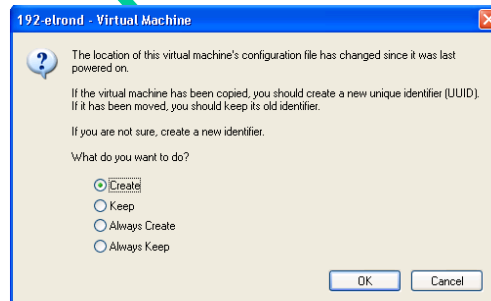 192-elrond - Virtual Machine
The location of this virtual machine's configuration file has changed since it was last
powered on.
If the virtual machine has been copied, you should create a new unique identifier (UUID).
If it has been moved, you should keep its old identifier.
If you are not sure, create a new identifier.
What do you want to do?
Create
Keep
Always Create
Always Keep
OK Cancel